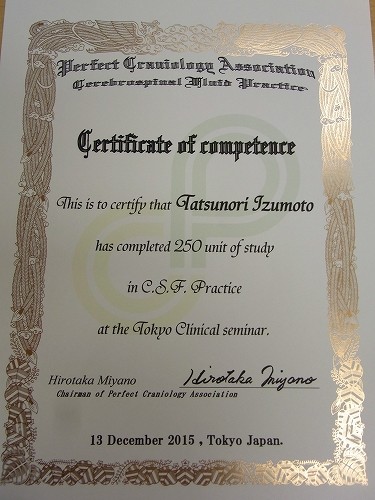 Perfect Craniology Association
Cerebrospinal Fluid Practice
Certificate of competence
This is to certify that Tatsunori Izumoto
has completed 250 unit of study
in C.S.F. Practice
at the Tokyo Clinical seminar.
Hirotaka Miyano Hirotaka Miyano
Chairman of Perfect Craniology Association
13 December 2015 , Tokyo Japan.